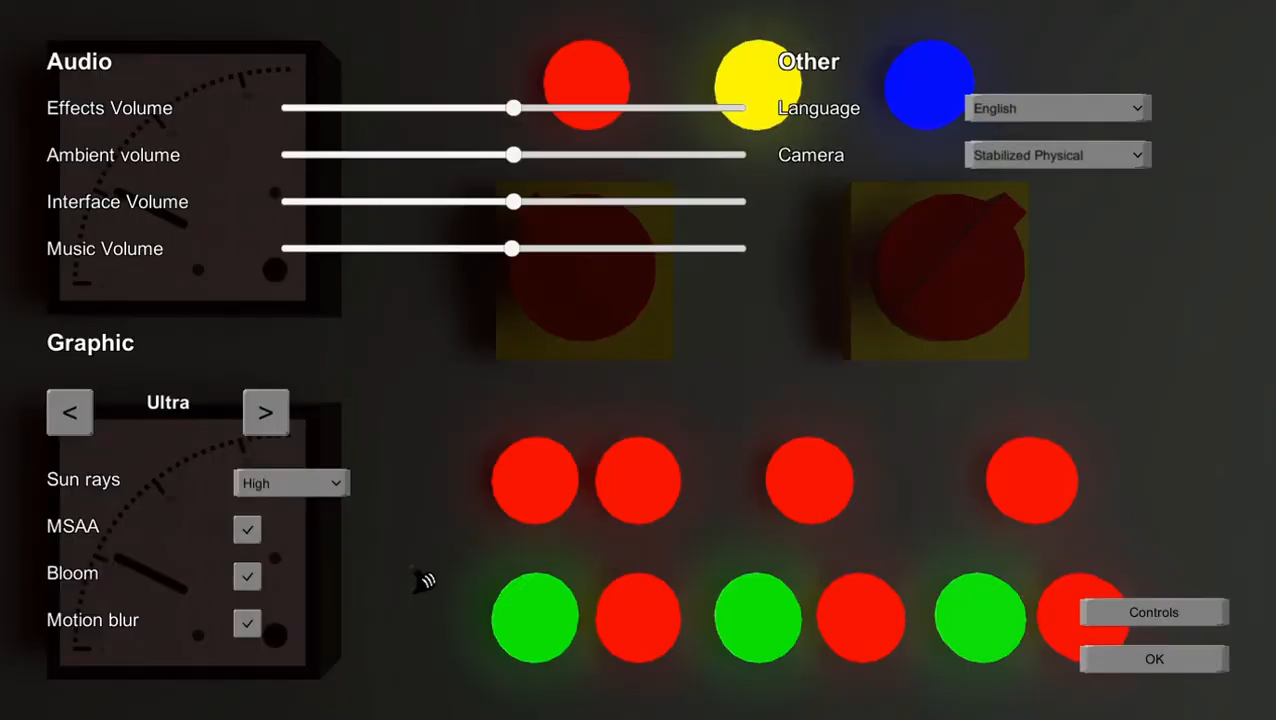 Audio
Effects Volume
Ambient volume
Interface Volume
Music Volume
Other
Language English
Camera Stabilized Physical
Graphic
< Ultra >
Sun rays High
MSAA
Bloom
Motion blur
Controls
OK